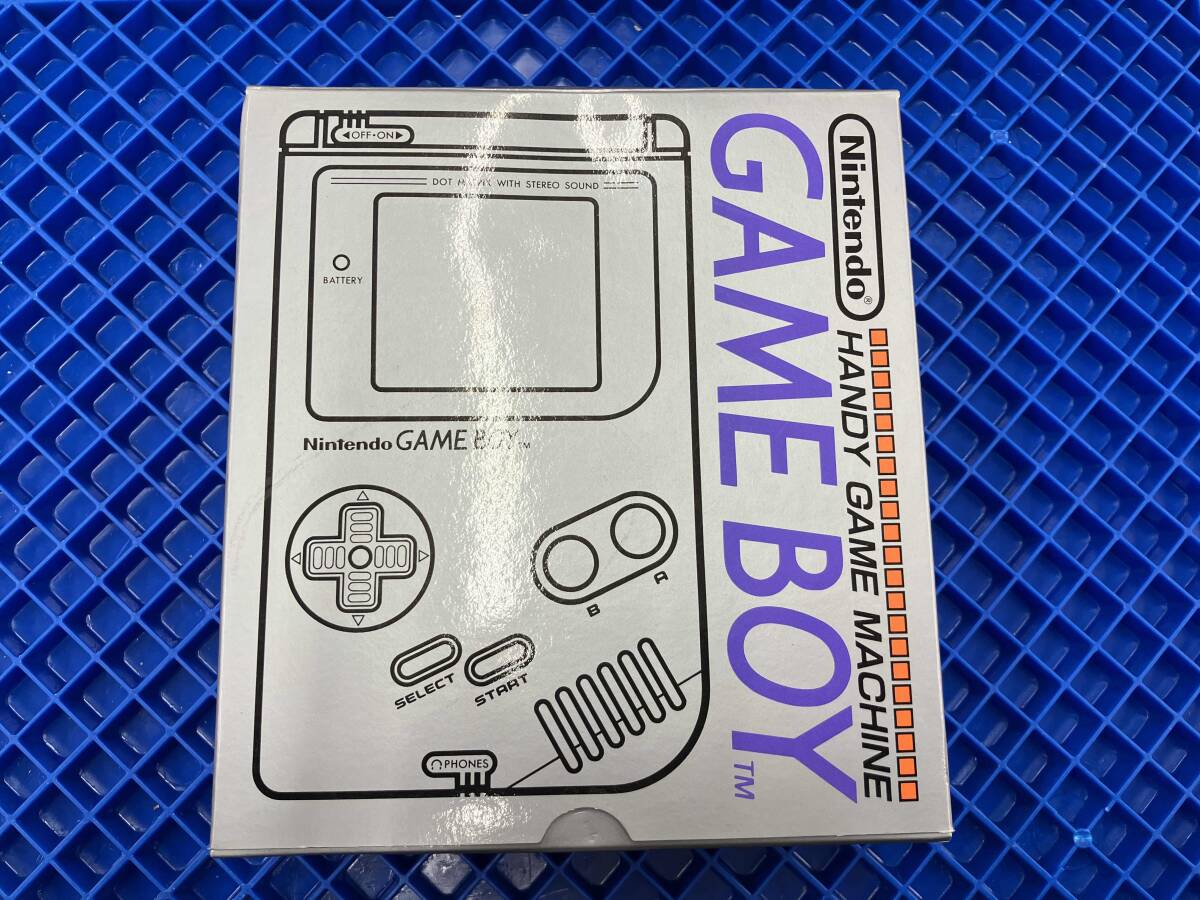 ◀OFF•ON▶
DOT MATRIX WITH STEREO SOUND
BATTERY
Nintendo GAME BOY™
B
A
SELECT
START
PHONES
Nintendo®
HANDY GAME MACHINE
GAME BOY™